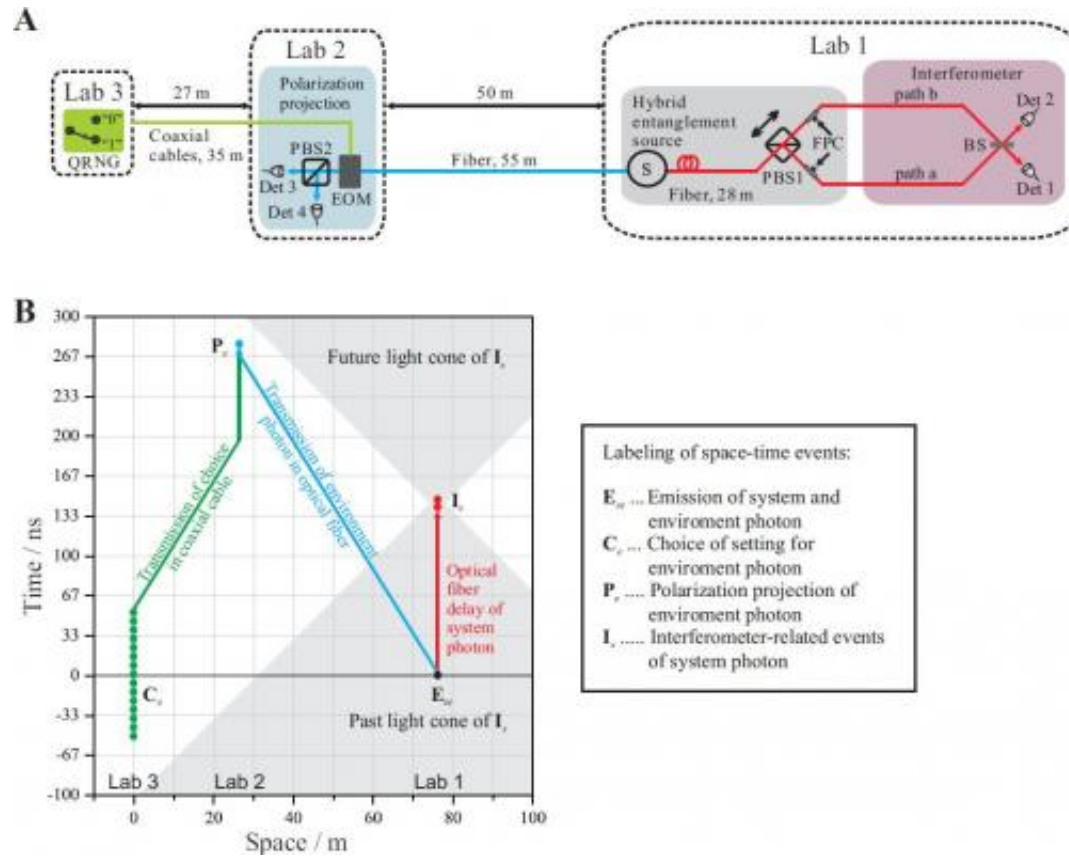 A
Lab 3
"0"
"1"
QRNG
27 m
Coaxial
cables, 35 m
Lab 2
Polarization
projection
PBS2
Det 3
EOM
Det 4
50 m
Fiber, 55 m
Lab 1
Hybrid
entanglement
source
S
Fiber, 28 m
FPC
PBS1
Interferometer
path b
Det 2
BS
path a
Det 1
B
Time / ns
300
267
233
200
167
133
100
67
33
0
-33
-67
-100
Pe
Future light cone of Is
Transmission of choice
in coaxial cable
Transmission of environment
photon in optical fiber
Is
Optical
fiber
delay of
system
photon
Ce
Ese
Past light cone of Is
Lab 3
Lab 2
Lab 1
0
20
40
60
80
100
Space / m
Labeling of space-time events:
Ese ... Emission of system and
enviroment photon
Ce ... Choice of setting for
enviroment photon
Pe .... Polarization projection of
enviroment photon
Is ..... Interferometer-related events
of system photon